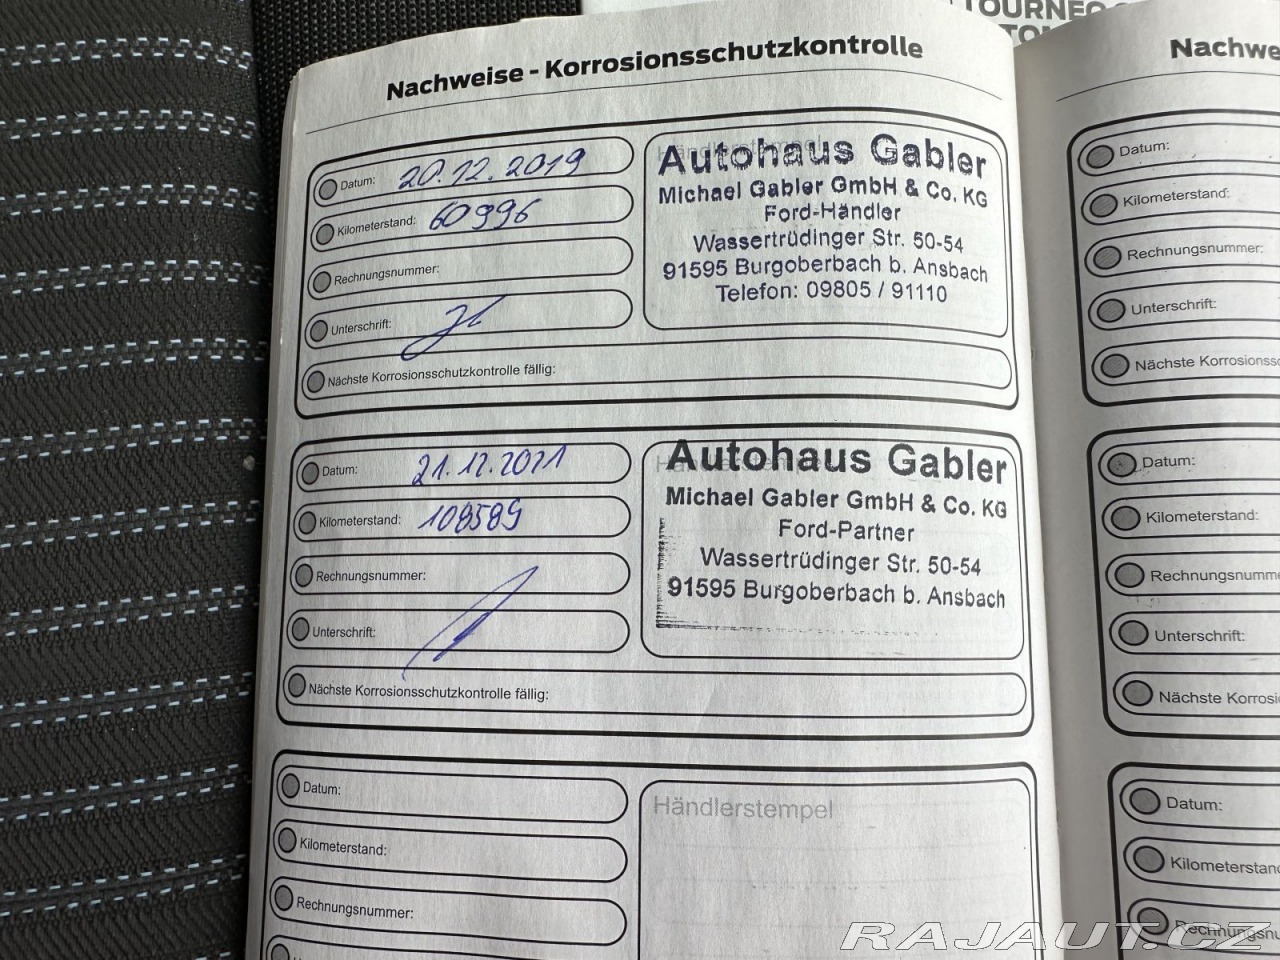 Nachweise - Korrosionsschutzkontrolle
Datum: 20.12.2019
Kilometerstand: 60996
Rechnungsnummer:
Unterschrift:
Nächste Korrosionsschutzkontrolle fällig:
Autohaus Gabler
Michael Gabler GmbH & Co. KG
Ford-Händler
Wassertrüdinger Str. 50-54
91595 Burgoberbach b. Ansbach
Telefon: 09805 / 91110
Datum: 21.12.2021
Kilometerstand: 108589
Rechnungsnummer:
Unterschrift:
Nächste Korrosionsschutzkontrolle fällig:
Autohaus Gabler
Michael Gabler GmbH & Co. KG
Ford-Partner
Wassertrüdinger Str. 50-54
91595 Burgoberbach b. Ansbach
Datum:
Kilometerstand:
Rechnungsnummer:
Händlerstempel
Nachwe
Datum:
Kilometerstand:
Rechnungsnummer:
Unterschrift:
Nächste Korrosionssc
Datum:
Kilometerstand:
Rechnungsnumme
Unterschrift:
Nächste Korrosi
Datum:
Kilometerstand
Rechnungsnu
RAJAUT.CZ